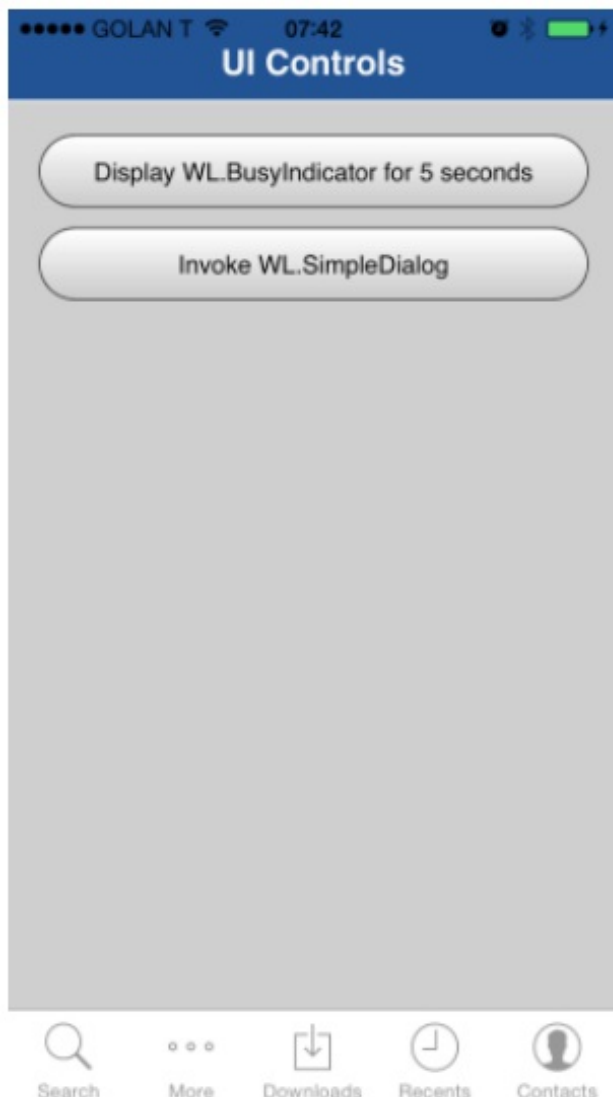 GOLAN T 07:42
UI Controls
Display WL.BusyIndicator for 5 seconds
Invoke WL.SimpleDialog
Search More Downloads Recents Contacts